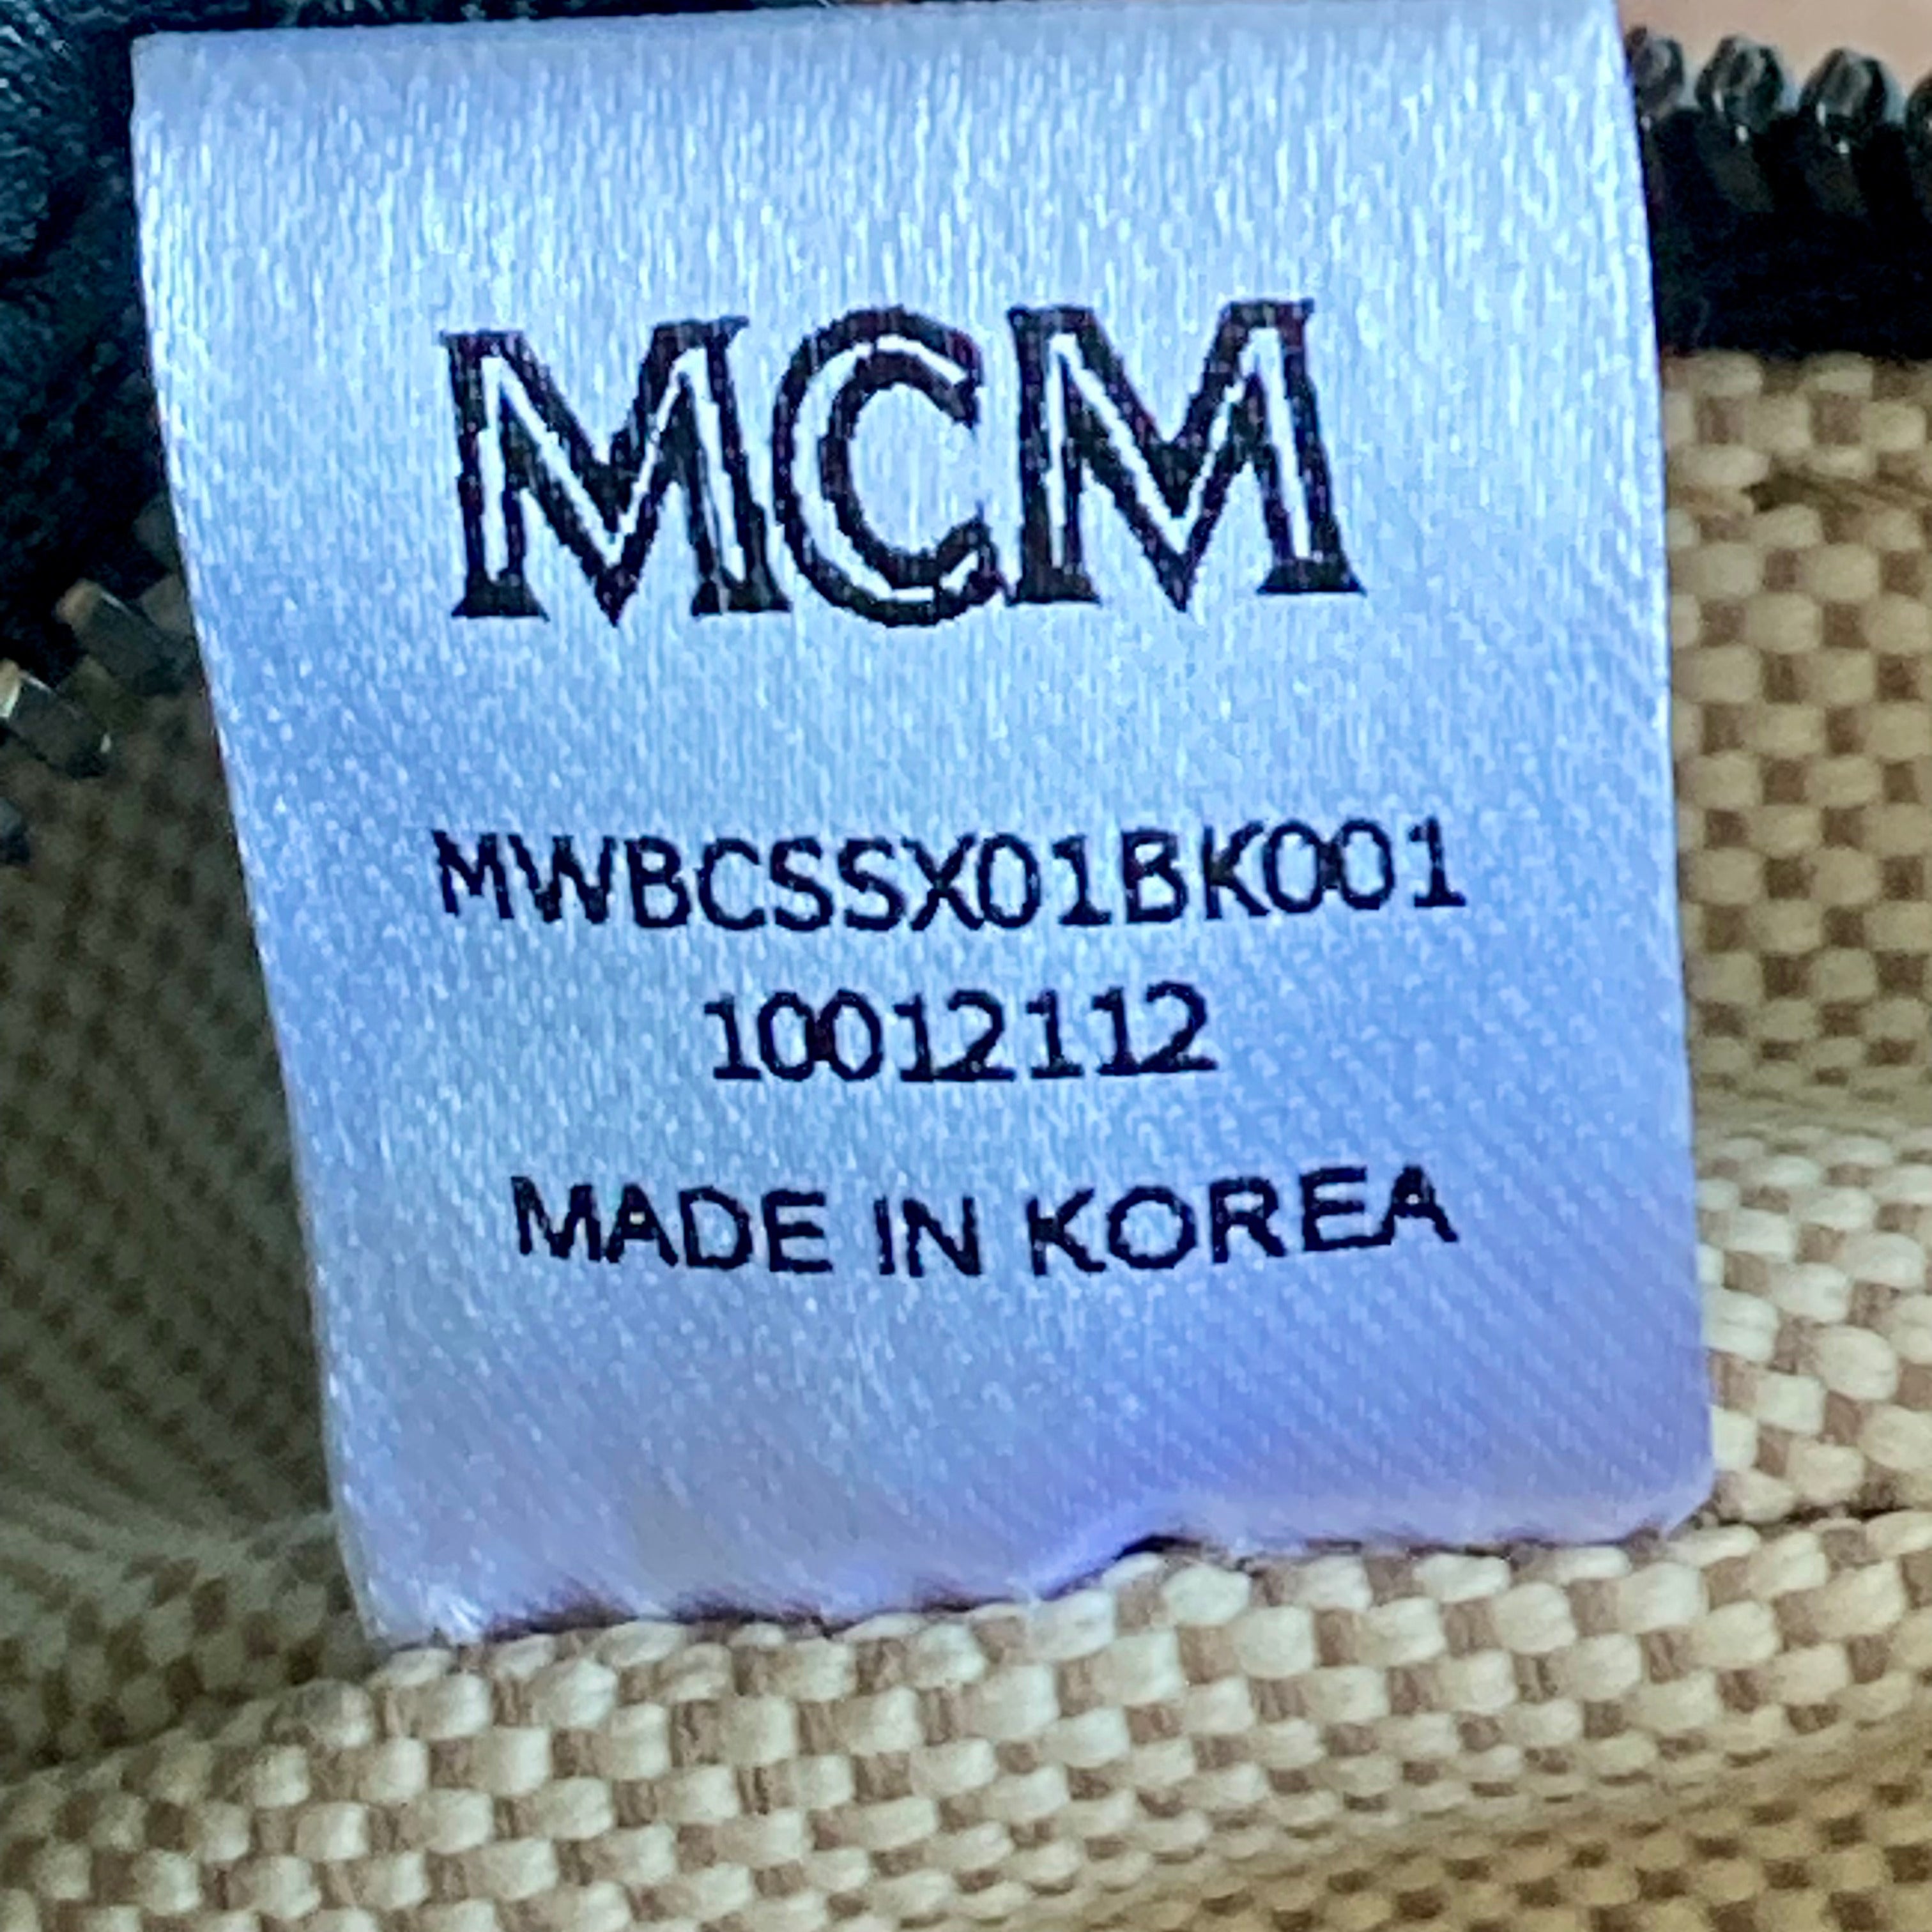 MCM
MWBCSSX01BK001
10012112
MADE IN KOREA